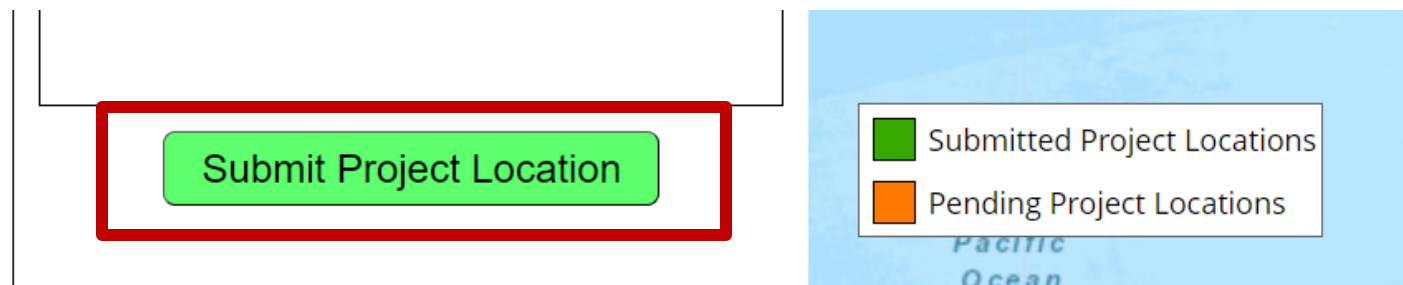 Submit Project Location
Submitted Project Locations
Pending Project Locations
Pacific
Ocean